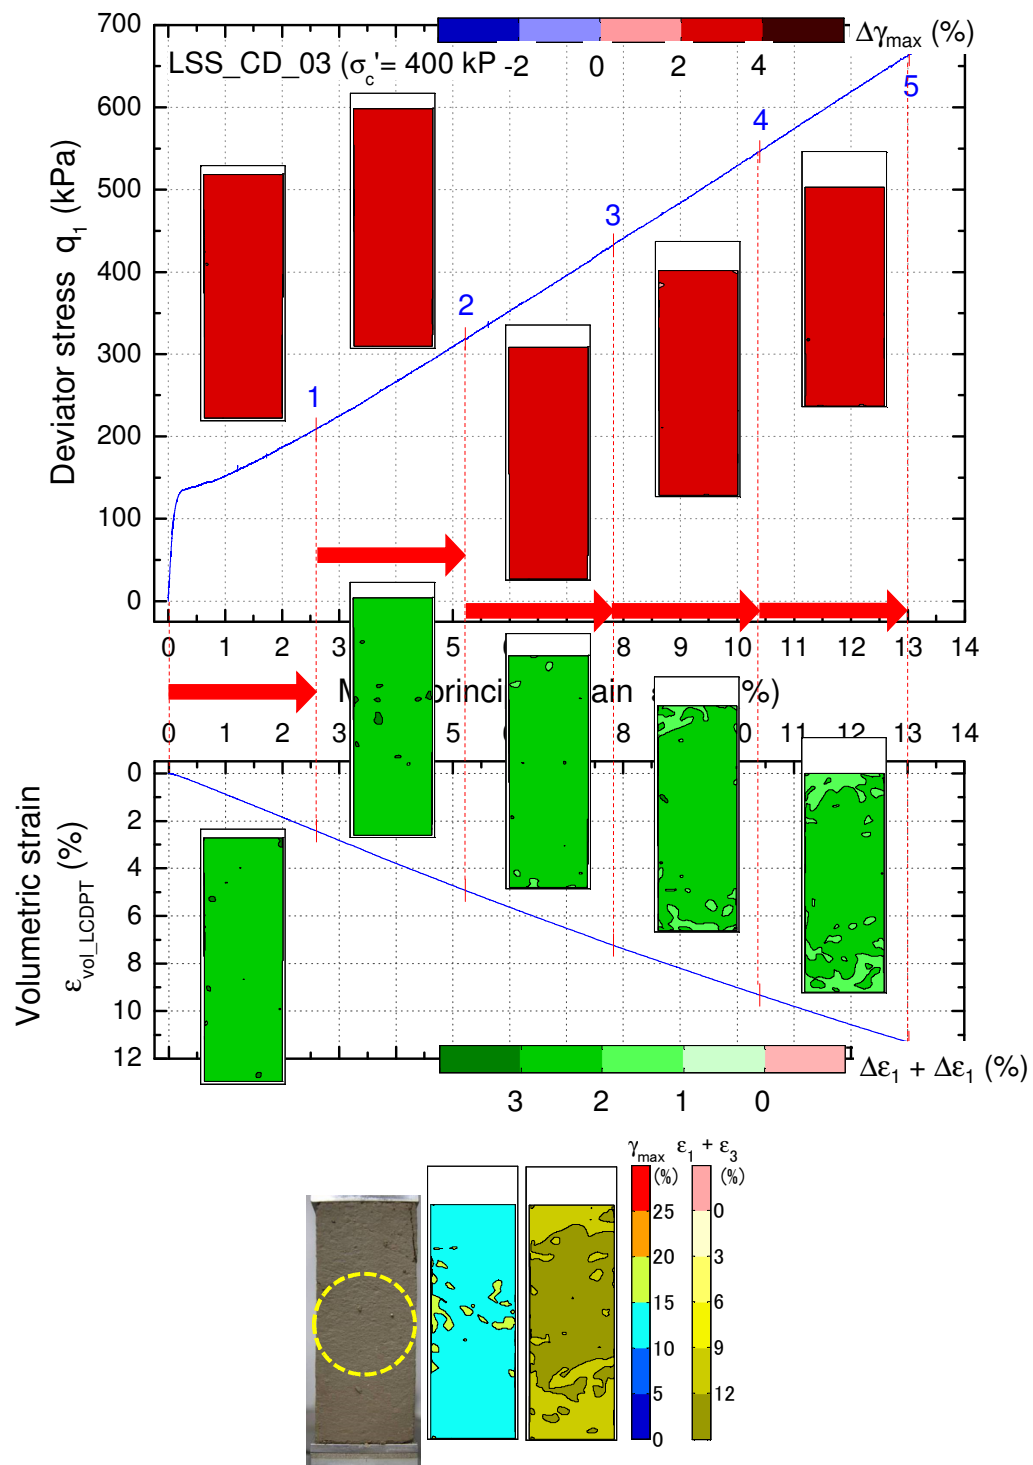 700
Δγmax (%)
LSS_CD_03 (σc'= 400 kP
-2 0 2 4
600
500
400
300
200
100
0
Deviator stress q1 (kPa)
1
2
3
4
5
0 1 2 3 5 8 9 10 11 12 13 14
%)
0 1 2 3 5 8 10 11 12 13 14
0
2
4
6
8
10
12
Volumetric strain
εvol_LCDPT (%)
Δε1 + Δε1 (%)
3 2 1 0
γmax ε1 + ε3
(%) (%)
25 0
20 3
15 6
10 9
5 12
0